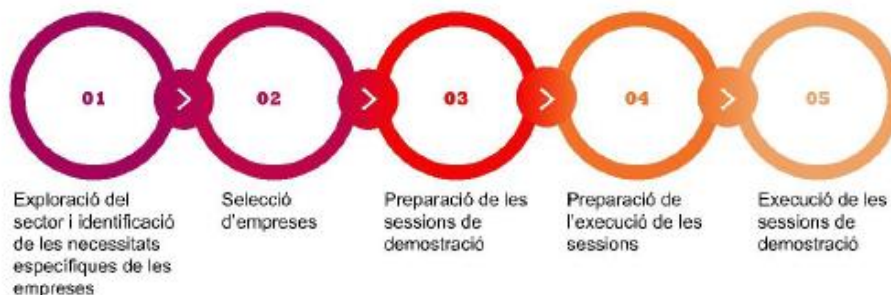 01
02
03
04
05
Exploració del
sector i identificació
de les necessitats
específiques de les
empreses
Selecció
d'empreses
Preparació de les
sessions de
demostració
Preparació de
l'execució de les
sessions
Execució de les
sessions de
demostració